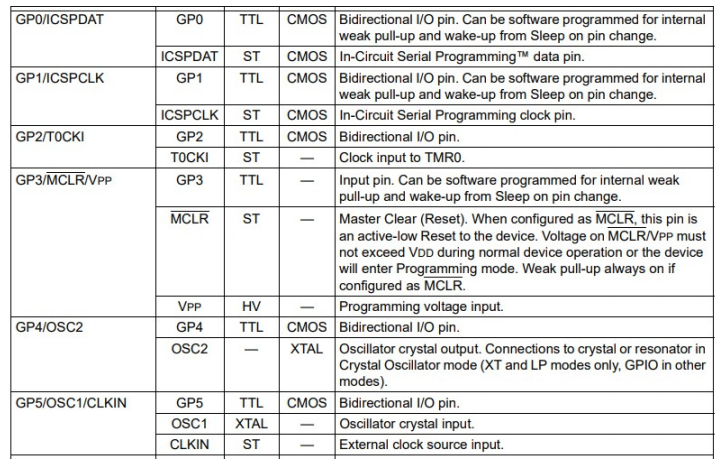 GP0/ICSPDAT GP0 TTL CMOS Bidirectional I/O pin. Can be software programmed for internal
weak pull-up and wake-up from Sleep on pin change.
ICSPDAT ST CMOS In-Circuit Serial Programming™ data pin.
GP1/ICSPCLK GP1 TTL CMOS Bidirectional I/O pin. Can be software programmed for internal
weak pull-up and wake-up from Sleep on pin change.
ICSPCLK ST CMOS In-Circuit Serial Programming clock pin.
GP2/T0CKI GP2 TTL CMOS Bidirectional I/O pin.
T0CKI ST — Clock input to TMR0.
GP3/MCLR/VPP GP3 TTL — Input pin. Can be software programmed for internal weak
pull-up and wake-up from Sleep on pin change.
MCLR ST — Master Clear (Reset). When configured as MCLR, this pin is
an active-low Reset to the device. Voltage on MCLR/VPP must
not exceed VDD during normal device operation or the device
will enter Programming mode. Weak pull-up always on if
configured as MCLR.
VPP HV — Programming voltage input.
GP4/OSC2 GP4 TTL CMOS Bidirectional I/O pin.
OSC2 — XTAL Oscillator crystal output. Connections to crystal or resonator in
Crystal Oscillator mode (XT and LP modes only, GPIO in other
modes).
GP5/OSC1/CLKIN GP5 TTL CMOS Bidirectional I/O pin.
OSC1 XTAL — Oscillator crystal input.
CLKIN ST — External clock source input.